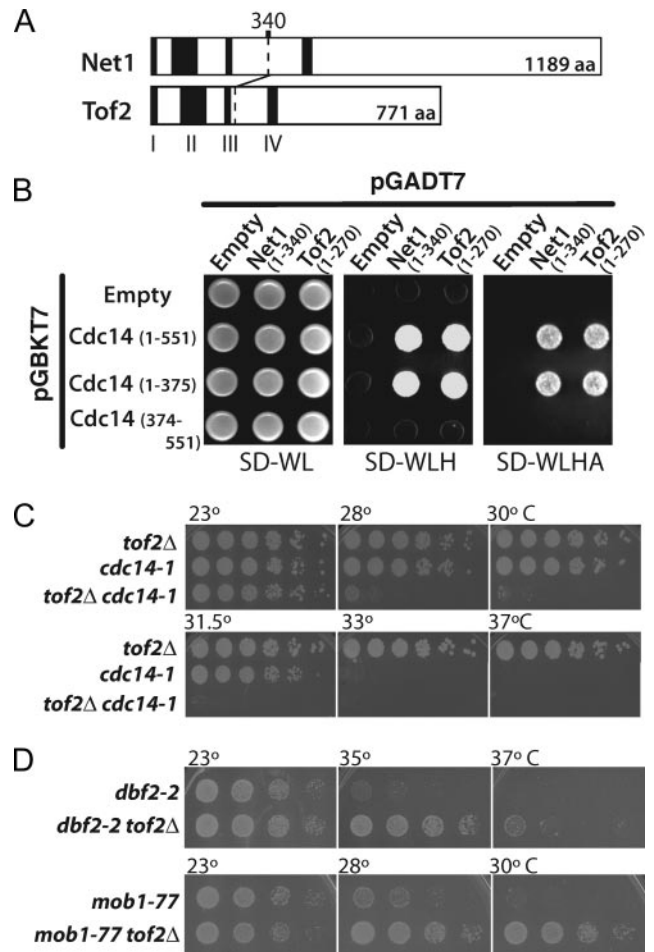 A
340
Net1
1189 aa
Tof2
771 aa
I II III IV
B
pGADT7
Empty Net1 (1-340) Tof2 (1-270) Empty Net1 (1-340) Tof2 (1-270) Empty Net1 (1-340) Tof2 (1-270)
pGBKT7
Empty
Cdc14 (1-551)
Cdc14 (1-375)
Cdc14 (374-
551)
SD-WL SD-WLH SD-WLHA
C
23° 28° 30° C
tof2Δ
cdc14-1
tof2Δ cdc14-1
31.5° 33° 37°C
tof2Δ
cdc14-1
tof2Δ cdc14-1
D
23° 35° 37° C
dbf2-2
dbf2-2 tof2Δ
23° 28° 30° C
mob1-77
mob1-77 tof2Δ